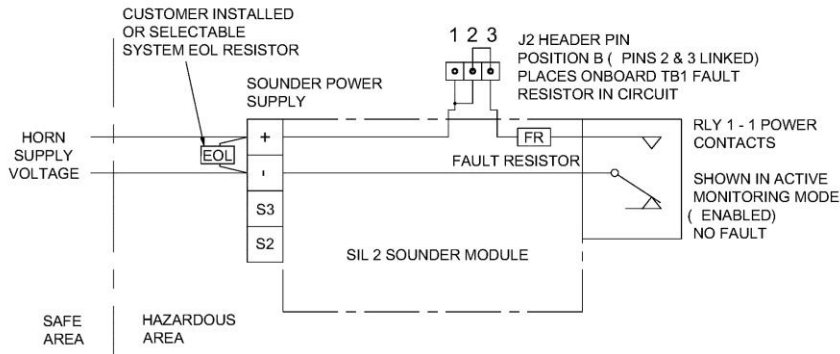 CUSTOMER INSTALLED
OR SELECTABLE
SYSTEM EOL RESISTOR
SOUNDER POWER
SUPPLY
1 2 3
J2 HEADER PIN
POSITION B ( PINS 2 & 3 LINKED)
PLACES ONBOARD TB1 FAULT
RESISTOR IN CIRCUIT
HORN
SUPPLY
VOLTAGE
EOL
+
-
S3
S2
FR
FAULT RESISTOR
RLY 1 - 1 POWER
CONTACTS
SHOWN IN ACTIVE
MONITORING MODE
( ENABLED)
NO FAULT
SIL 2 SOUNDER MODULE
SAFE
AREA
HAZARDOUS
AREA